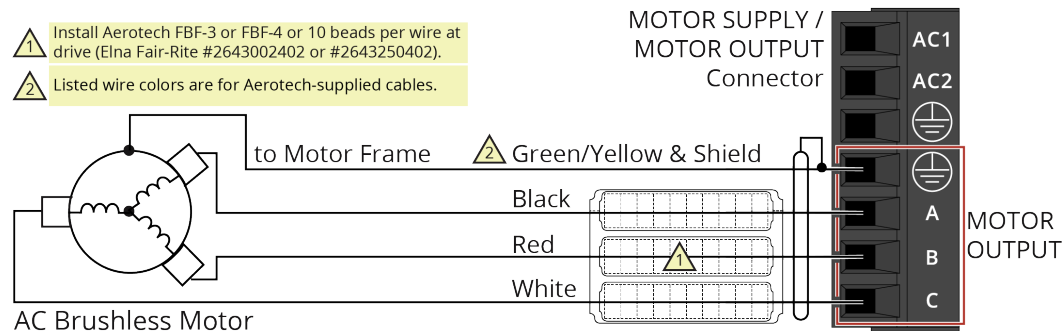 1
Install Aerotech FBF-3 or FBF-4 or 10 beads per wire at
drive (Elna Fair-Rite #2643002402 or #2643250402).
2
Listed wire colors are for Aerotech-supplied cables.
MOTOR SUPPLY /
MOTOR OUTPUT
Connector
AC1
AC2
to Motor Frame
2
Green/Yellow & Shield
Black
A
MOTOR
OUTPUT
Red
1
B
White
C
AC Brushless Motor